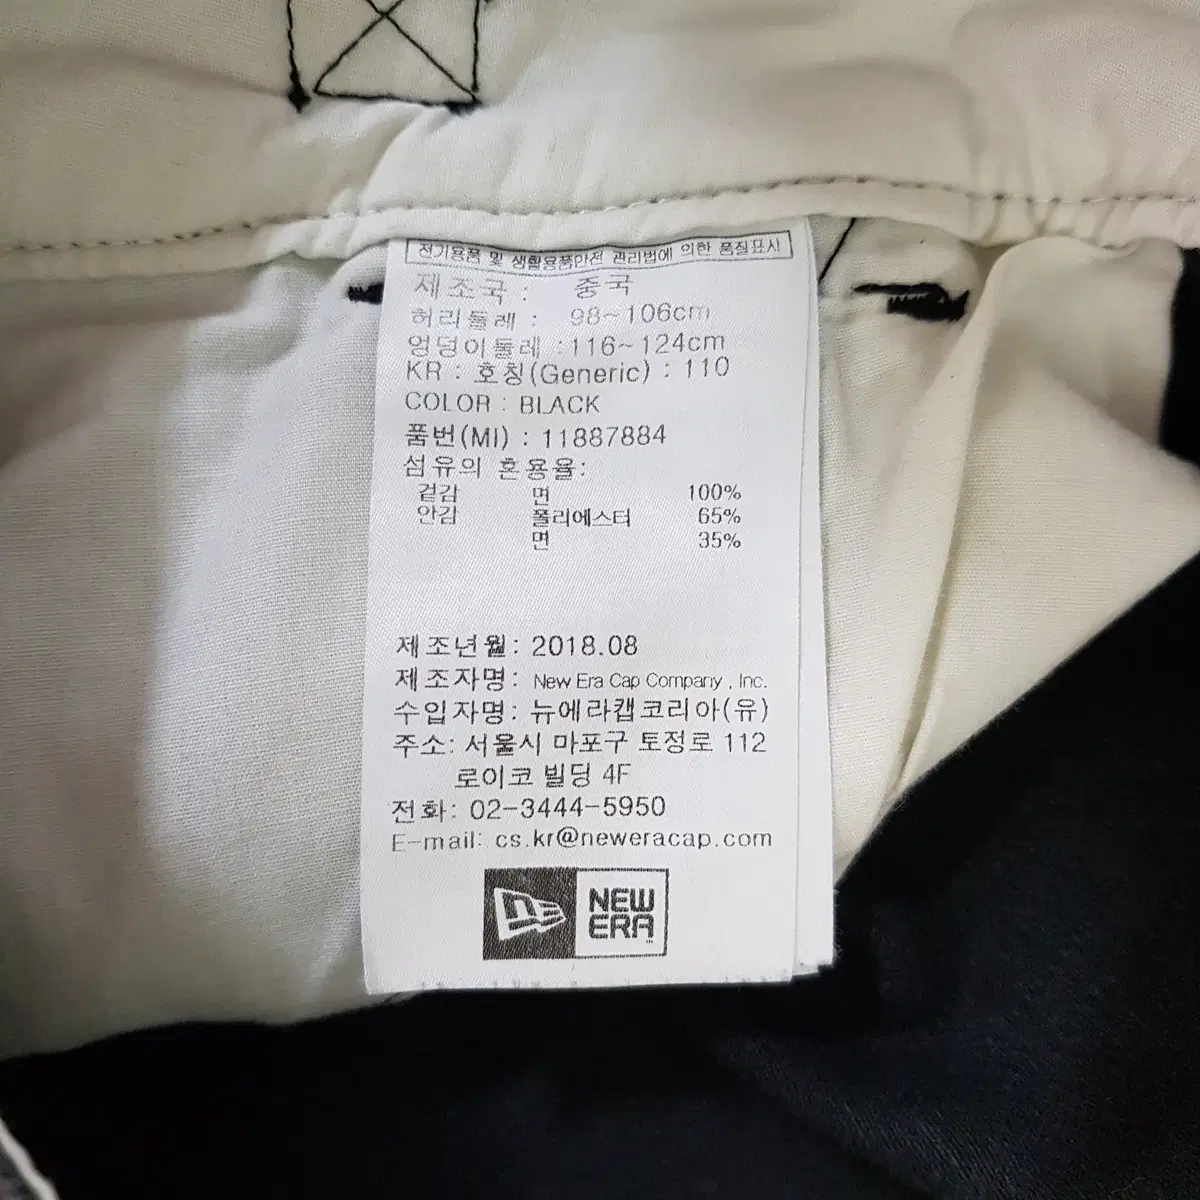 전기용품 및 생활용품안전 관리법에 의한 품질표시
제조국 : 중국
허리둘레 : 98~106cm
엉덩이둘레 : 116~124cm
KR : 호칭(Generic) : 110
COLOR : BLACK
품번(MI) : 11887884
섬유의 혼용율:
겉감 면 100%
안감 폴리에스터 65%
면 35%
제조년월: 2018.08
제조자명: New Era Cap Company , Inc.
수입자명: 뉴에라캡코리아(유)
주소: 서울시 마포구 토정로 112
로이코 빌딩 4F
전화: 02-3444-5950
E-mail: cs.kr@neweracap.com
NEW
ERA